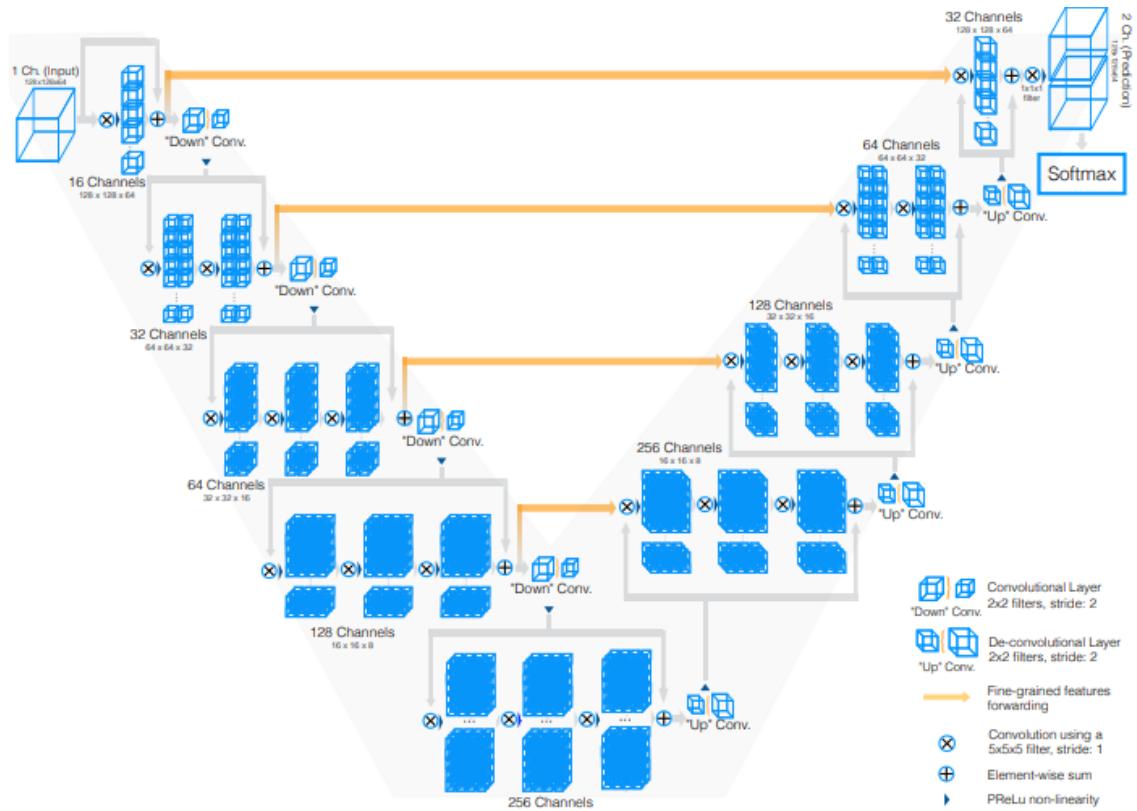 1 Ch. (Input)
128x128x64
"Down" Conv.
16 Channels
128 x 128 x 64
"Down" Conv.
32 Channels
64 x 64 x 32
"Down" Conv.
64 Channels
32 x 32 x 16
"Down" Conv.
128 Channels
16 x 16 x 8
256 Channels
"Up" Conv.
256 Channels
16 x 16 x 8
"Up" Conv.
128 Channels
32 x 32 x 16
"Up" Conv.
64 Channels
64 x 64 x 32
"Up" Conv.
32 Channels
128 x 128 x 64
1x1x1
filter
2 Ch. (Prediction)
128x128x64
Softmax
"Down" Conv.
Convolutional Layer
2x2 filters, stride: 2
"Up" Conv.
De-convolutional Layer
2x2 filters, stride: 2
Fine-grained features
forwarding
Convolution using a
5x5x5 filter, stride: 1
Element-wise sum
PReLu non-linearity